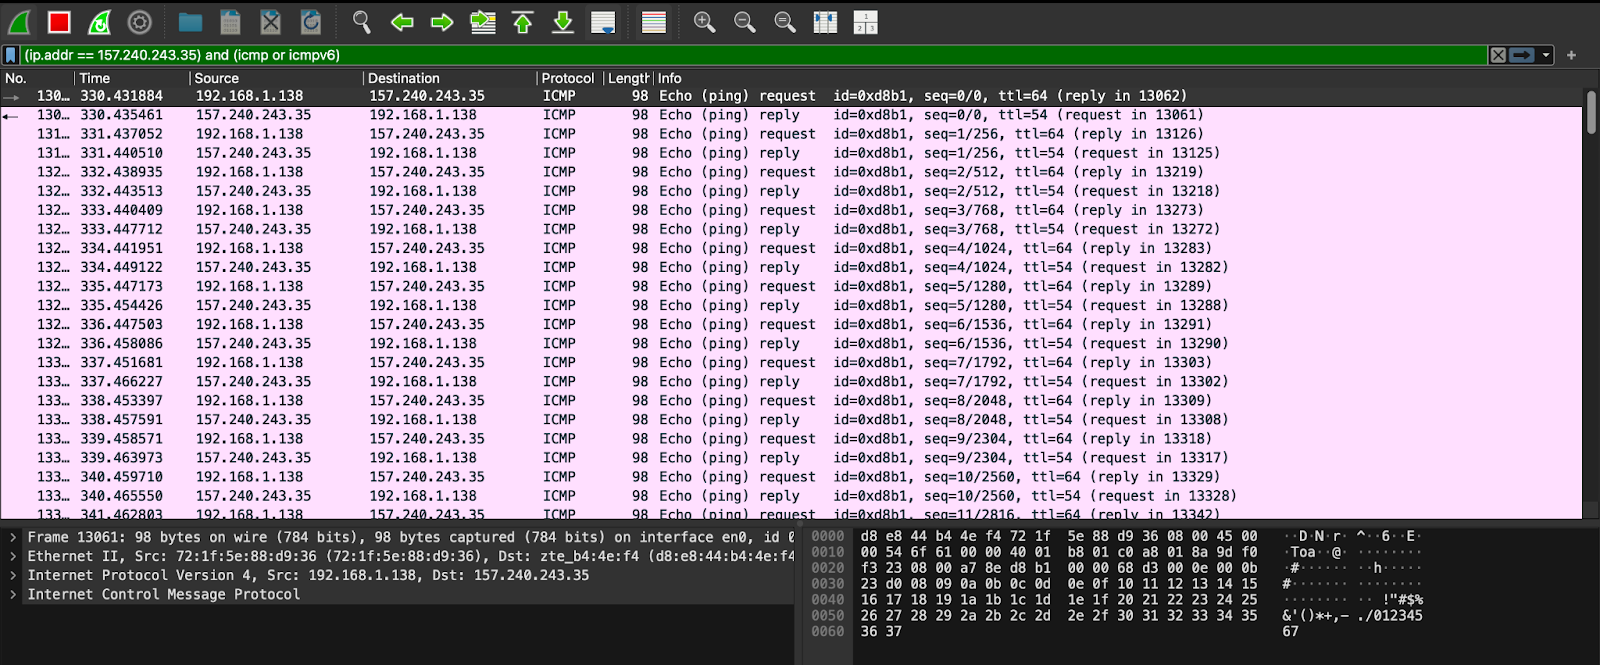 (ip.addr == 157.240.243.35) and (icmp or icmpv6)
No. Time Source Destination Protocol Length Info
130… 330.431884 192.168.1.138 157.240.243.35 ICMP 98 Echo (ping) request id=0xd8b1, seq=0/0, ttl=64 (reply in 13062)
130… 330.435461 157.240.243.35 192.168.1.138 ICMP 98 Echo (ping) reply id=0xd8b1, seq=0/0, ttl=54 (request in 13061)
131… 331.437052 192.168.1.138 157.240.243.35 ICMP 98 Echo (ping) request id=0xd8b1, seq=1/256, ttl=64 (reply in 13126)
131… 331.440510 157.240.243.35 192.168.1.138 ICMP 98 Echo (ping) reply id=0xd8b1, seq=1/256, ttl=54 (request in 13125)
132… 332.438935 192.168.1.138 157.240.243.35 ICMP 98 Echo (ping) request id=0xd8b1, seq=2/512, ttl=64 (reply in 13219)
132… 332.443513 157.240.243.35 192.168.1.138 ICMP 98 Echo (ping) reply id=0xd8b1, seq=2/512, ttl=54 (request in 13218)
132… 333.440409 192.168.1.138 157.240.243.35 ICMP 98 Echo (ping) request id=0xd8b1, seq=3/768, ttl=64 (reply in 13273)
132… 333.447712 157.240.243.35 192.168.1.138 ICMP 98 Echo (ping) reply id=0xd8b1, seq=3/768, ttl=54 (request in 13272)
132… 334.441951 192.168.1.138 157.240.243.35 ICMP 98 Echo (ping) request id=0xd8b1, seq=4/1024, ttl=64 (reply in 13283)
132… 334.449122 157.240.243.35 192.168.1.138 ICMP 98 Echo (ping) reply id=0xd8b1, seq=4/1024, ttl=54 (request in 13282)
132… 335.447173 192.168.1.138 157.240.243.35 ICMP 98 Echo (ping) request id=0xd8b1, seq=5/1280, ttl=64 (reply in 13289)
132… 335.454426 157.240.243.35 192.168.1.138 ICMP 98 Echo (ping) reply id=0xd8b1, seq=5/1280, ttl=54 (request in 13288)
132… 336.447503 192.168.1.138 157.240.243.35 ICMP 98 Echo (ping) request id=0xd8b1, seq=6/1536, ttl=64 (reply in 13291)
132… 336.458086 157.240.243.35 192.168.1.138 ICMP 98 Echo (ping) reply id=0xd8b1, seq=6/1536, ttl=54 (request in 13290)
133… 337.451681 192.168.1.138 157.240.243.35 ICMP 98 Echo (ping) request id=0xd8b1, seq=7/1792, ttl=64 (reply in 13303)
133… 337.466227 157.240.243.35 192.168.1.138 ICMP 98 Echo (ping) reply id=0xd8b1, seq=7/1792, ttl=54 (request in 13302)
133… 338.453397 192.168.1.138 157.240.243.35 ICMP 98 Echo (ping) request id=0xd8b1, seq=8/2048, ttl=64 (reply in 13309)
133… 338.457591 157.240.243.35 192.168.1.138 ICMP 98 Echo (ping) reply id=0xd8b1, seq=8/2048, ttl=54 (request in 13308)
133… 339.458571 192.168.1.138 157.240.243.35 ICMP 98 Echo (ping) request id=0xd8b1, seq=9/2304, ttl=64 (reply in 13318)
133… 339.463973 157.240.243.35 192.168.1.138 ICMP 98 Echo (ping) reply id=0xd8b1, seq=9/2304, ttl=54 (request in 13317)
133… 340.459710 192.168.1.138 157.240.243.35 ICMP 98 Echo (ping) request id=0xd8b1, seq=10/2560, ttl=64 (reply in 13329)
133… 340.465550 157.240.243.35 192.168.1.138 ICMP 98 Echo (ping) reply id=0xd8b1, seq=10/2560, ttl=54 (request in 13328)
133… 341.462803 192.168.1.138 157.240.243.35 ICMP 98 Echo (ping) request id=0xd8b1, seq=11/2816, ttl=64 (reply in 13342)
Frame 13061: 98 bytes on wire (784 bits), 98 bytes captured (784 bits) on interface en0, id 0
Ethernet II, Src: 72:1f:5e:88:d9:36 (72:1f:5e:88:d9:36), Dst: zte_b4:4e:f4 (d8:e8:44:b4:4e:f4
Internet Protocol Version 4, Src: 192.168.1.138, Dst: 157.240.243.35
Internet Control Message Protocol
0000 d8 e8 44 b4 4e f4 72 1f 5e 88 d9 36 08 00 45 00 ··D·N·r· ^··6··E·
0010 00 54 6f 61 00 00 40 01 b8 01 c0 a8 01 8a 9d f0 ·Toa··@· ········
0020 f3 23 08 00 a7 8e d8 b1 00 00 68 d3 00 0e 00 0b ·#······ ··h·····
0030 23 d0 08 09 0a 0b 0c 0d 0e 0f 10 11 12 13 14 15 #······· ········
0040 16 17 18 19 1a 1b 1c 1d 1e 1f 20 21 22 23 24 25 ········ ·· !"#$%
0050 26 27 28 29 2a 2b 2c 2d 2e 2f 30 31 32 33 34 35 &'()*+,- ./012345
0060 36 37 67